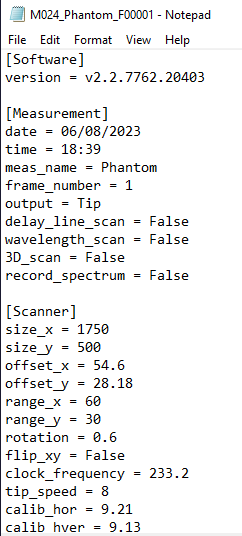 M024_Phantom_F00001 - Notepad
File Edit Format View Help
[Software]
version = v2.2.7762.20403
[Measurement]
date = 06/08/2023
time = 18:39
meas_name = Phantom
frame_number = 1
output = Tip
delay_line_scan = False
wavelength_scan = False
3D_scan = False
record_spectrum = False
[Scanner]
size_x = 1750
size_y = 500
offset_x = 54.6
offset_y = 28.18
range_x = 60
range_y = 30
rotation = 0.6
flip_xy = False
clock_frequency = 233.2
tip_speed = 8
calib_hor = 9.21
calib_hver = 9.13